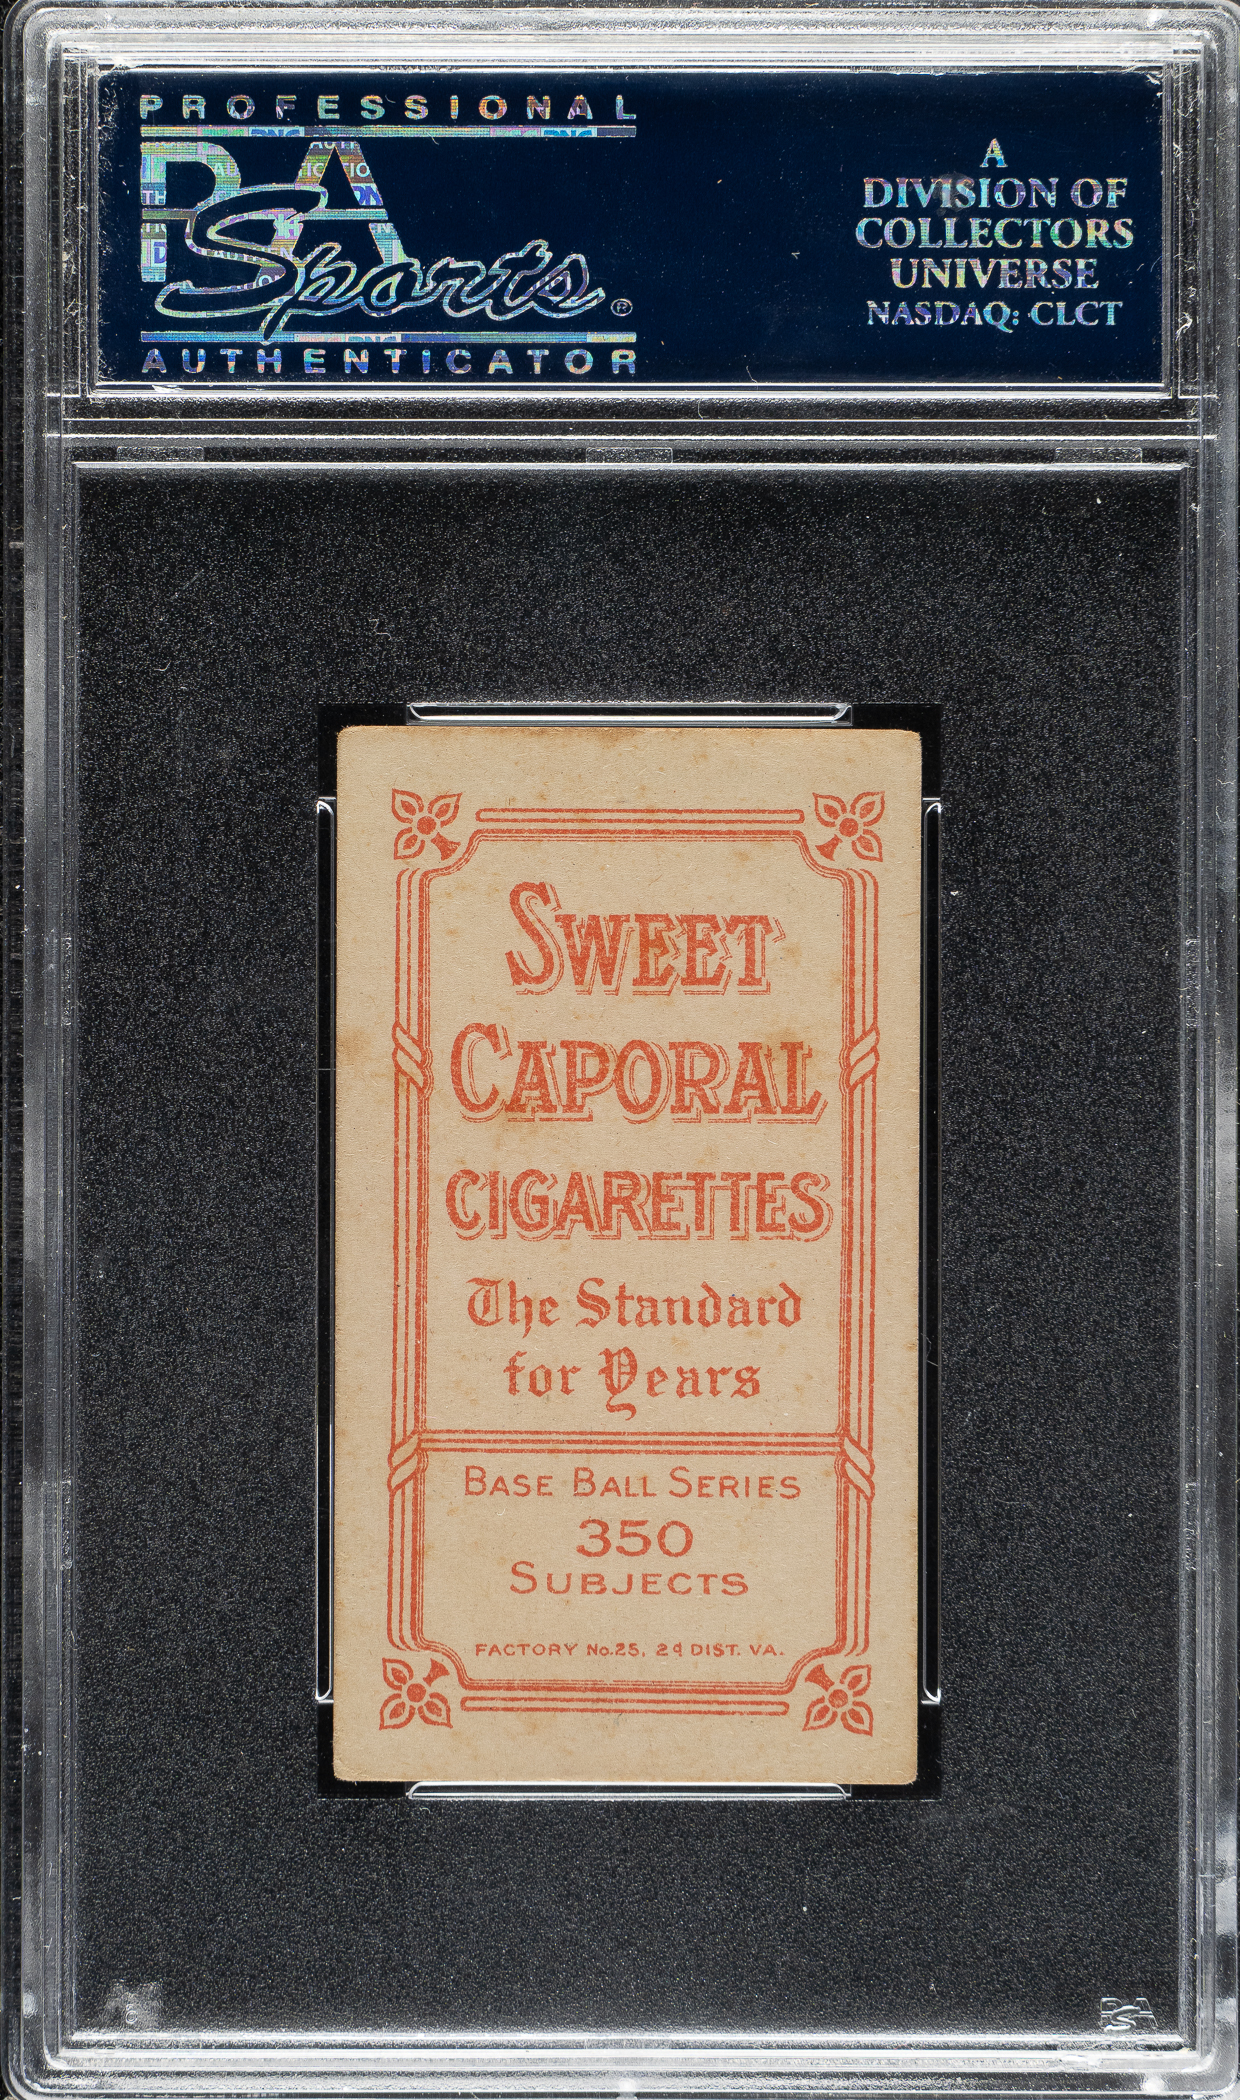 PROFESSIONAL
PSA
Sports®
AUTHENTICATOR
A
DIVISION OF
COLLECTORS
UNIVERSE
NASDAQ: CLCT
SWEET
CAPORAL
CIGARETTES
The Standard
for Years
BASE BALL SERIES
350
SUBJECTS
FACTORY No. 25, 2d DIST. VA.
PSA